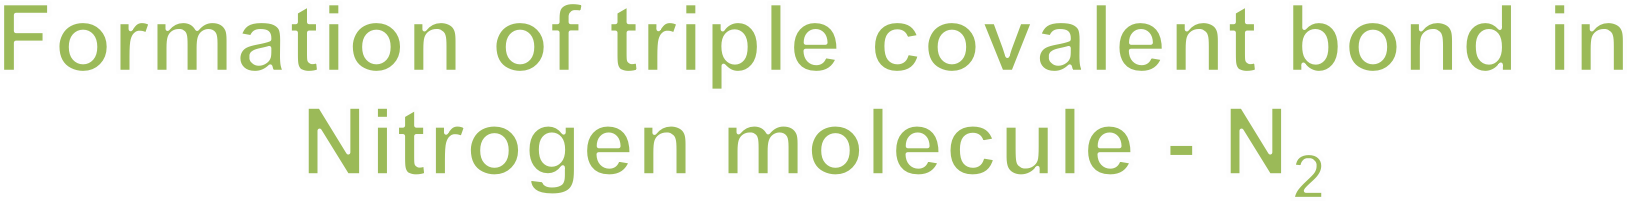 Formation of triple covalent bond in
Nitrogen molecule - N₂